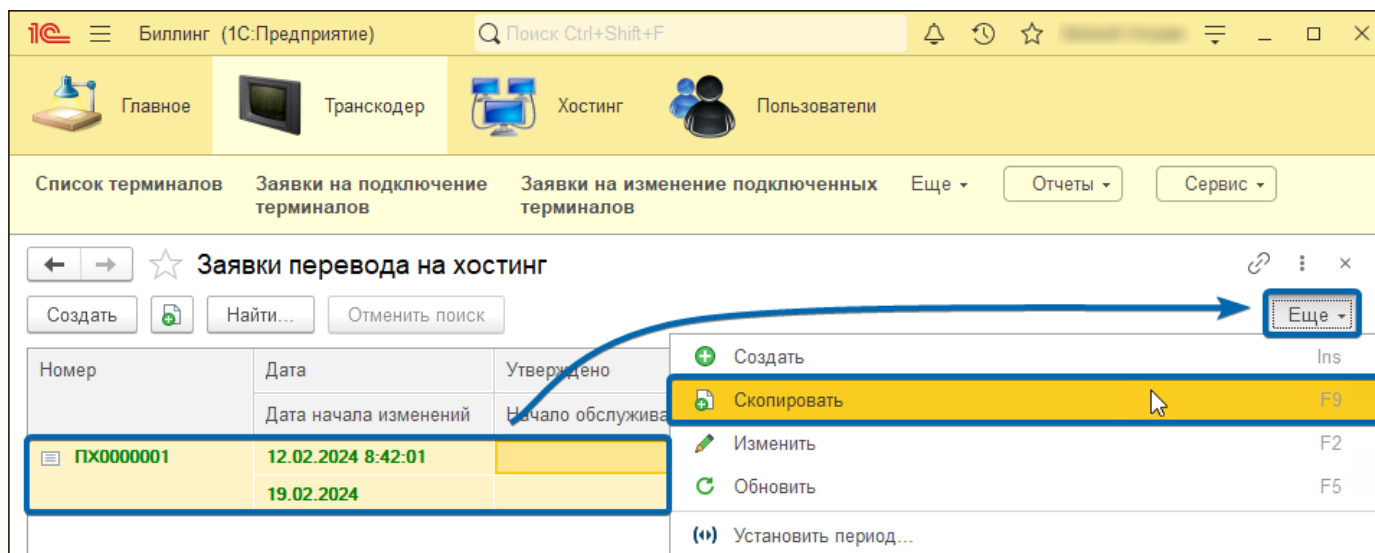 1С Биллинг (1С:Предприятие) Поиск Ctrl+Shift+F
Главное Транскодер Хостинг Пользователи
Список терминалов Заявки на подключение Заявки на изменение подключенных Еще Отчеты Сервис
терминалов терминалов
Заявки перевода на хостинг
Создать Найти... Отменить поиск Еще
Номер Дата Утверждено Создать Ins
Дата начала изменений Начало обслужива Скопировать F9
Изменить F2
ПХ0000001 12.02.2024 8:42:01
19.02.2024 Обновить F5
Установить период...